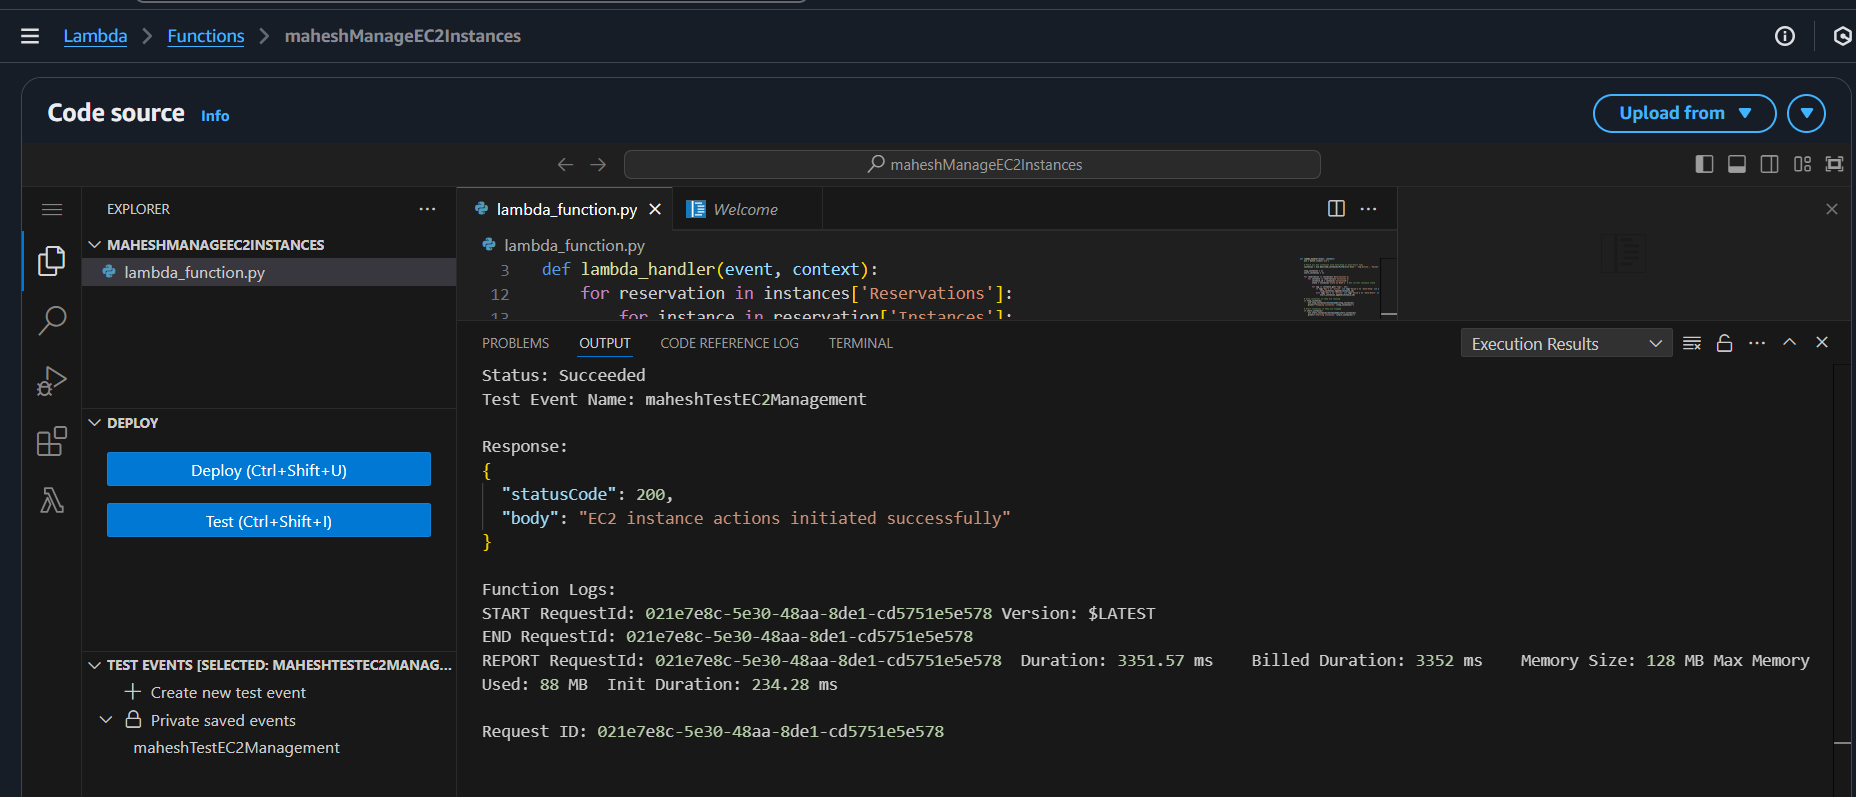 Lambda > Functions > maheshManageEC2Instances
Code source Info
Upload from
maheshManageEC2Instances
EXPLORER
MAHESHMANAGEEC2INSTANCES
lambda_function.py
DEPLOY
Deploy (Ctrl+Shift+U)
Test (Ctrl+Shift+I)
TEST EVENTS [SELECTED: MAHESHTESTEC2MANAG...
Create new test event
Private saved events
maheshTestEC2Management
lambda_function.py
Welcome
lambda_function.py
3 def lambda_handler(event, context):
12 for reservation in instances['Reservations']:
13 for instance in reservation['Instances']:
PROBLEMS OUTPUT CODE REFERENCE LOG TERMINAL
Execution Results
Status: Succeeded
Test Event Name: maheshTestEC2Management
Response:
{
"statusCode": 200,
"body": "EC2 instance actions initiated successfully"
}
Function Logs:
START RequestId: 021e7e8c-5e30-48aa-8de1-cd5751e5e578 Version: $LATEST
END RequestId: 021e7e8c-5e30-48aa-8de1-cd5751e5e578
REPORT RequestId: 021e7e8c-5e30-48aa-8de1-cd5751e5e578 Duration: 3351.57 ms Billed Duration: 3352 ms Memory Size: 128 MB Max Memory
Used: 88 MB Init Duration: 234.28 ms
Request ID: 021e7e8c-5e30-48aa-8de1-cd5751e5e578